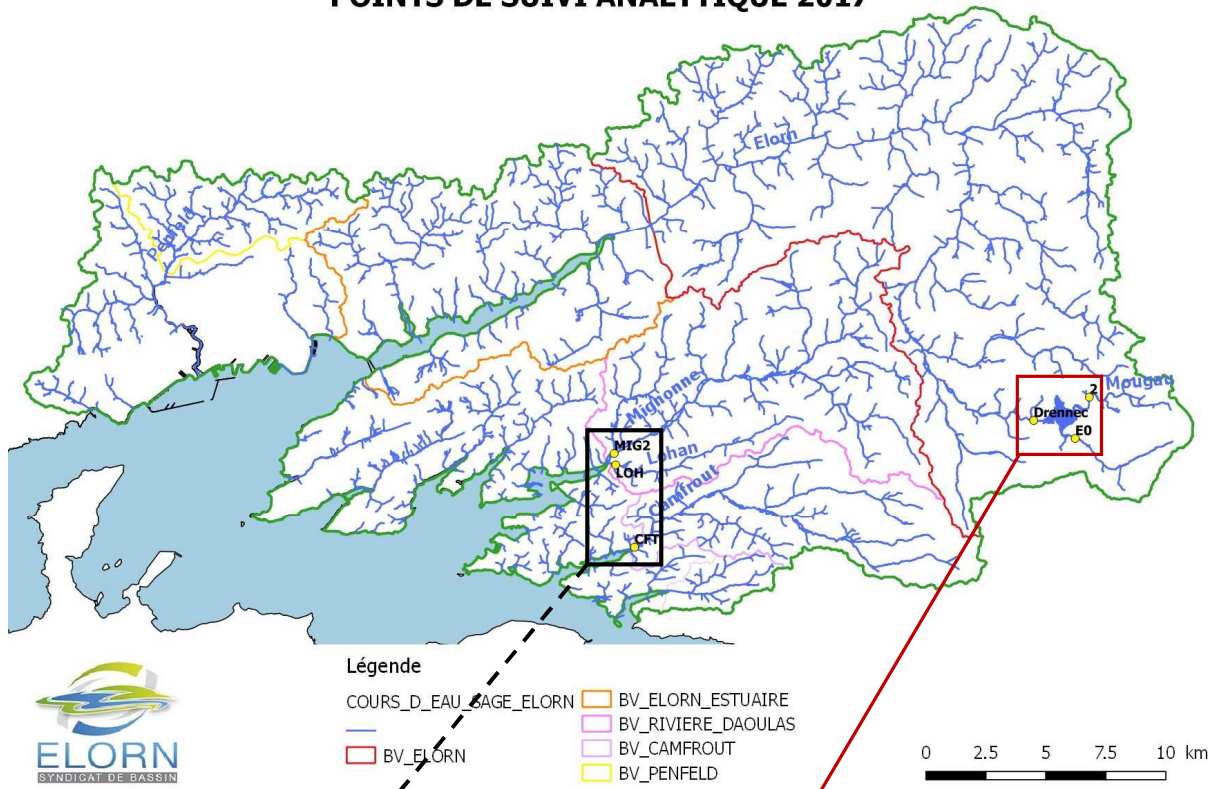 POINTS DE SUIVI ANALYTIQUE 2017
Elorn
Penfeld
Mougau
2
Drennec
E0
Mignonne
MIG2
Lohan
LOH
Camfrout
CFT
Légende
COURS_D_EAU_SAGE_ELORN
BV_ELORN
BV_ELORN_ESTUAIRE
BV_RIVIERE_DAOULAS
BV_CAMFROUT
BV_PENFELD
ELORN
SYNDICAT DE BASSIN
0 2.5 5 7.5 10 km